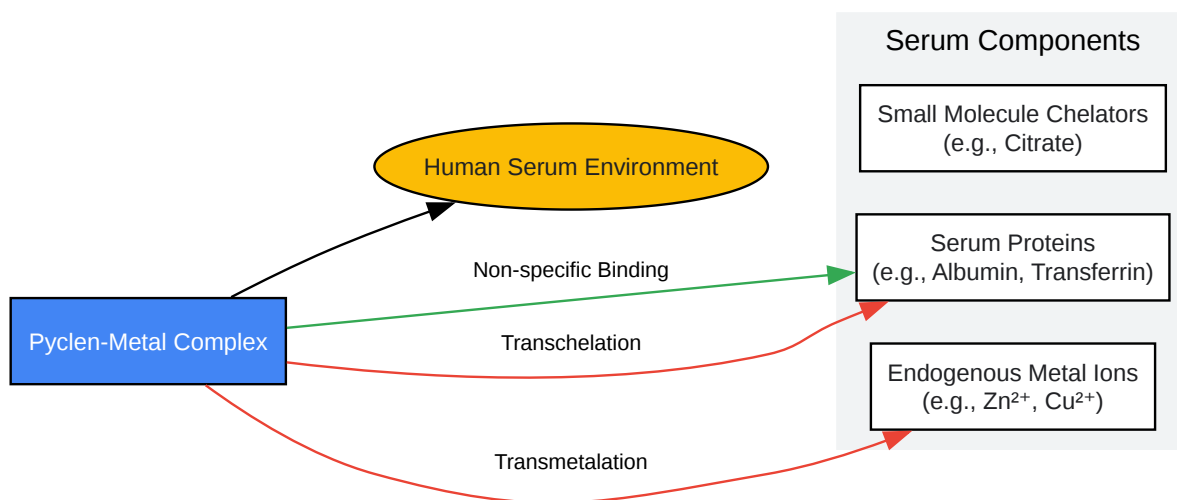 Serum Components
Small Molecule Chelators
(e.g., Citrate)
Human Serum Environment
Serum Proteins
(e.g., Albumin, Transferrin)
Non-specific Binding
Pyclen-Metal Complex
Transchelation
Endogenous Metal Ions
(e.g., Zn²⁺, Cu²⁺)
Transmetalation